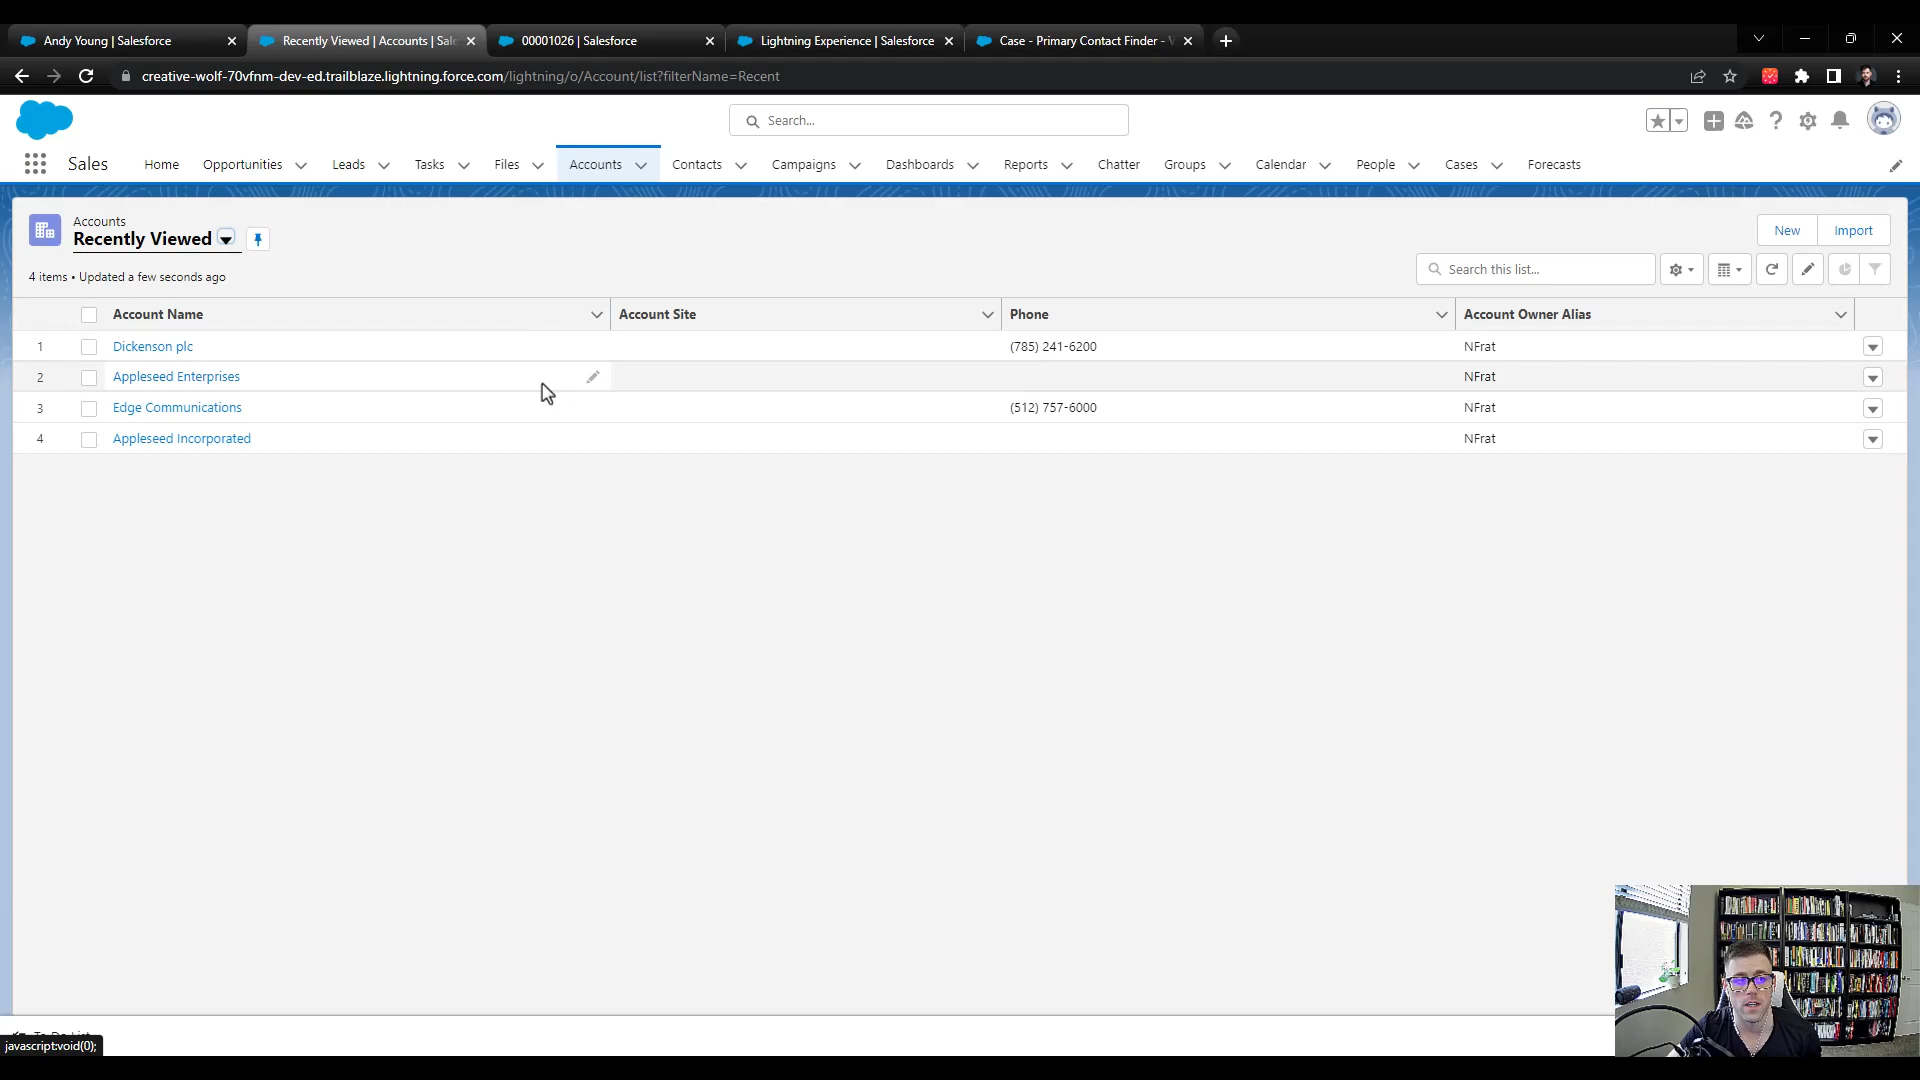 Andy Young | Salesforce
Recently Viewed | Accounts | Sal
00001026 | Salesforce
Lightning Experience | Salesforce
Case - Primary Contact Finder - V
creative-wolf-70vfnm-dev-ed.trailblaze.lightning.force.com/lightning/o/Account/list?filterName=Recent
Search...
Sales
Home
Opportunities
Leads
Tasks
Files
Accounts
Contacts
Campaigns
Dashboards
Reports
Chatter
Groups
Calendar
People
Cases
Forecasts
Accounts
Recently Viewed
New
Import
4 items • Updated a few seconds ago
Search this list...
Account Name
Account Site
Phone
Account Owner Alias
1 Dickenson plc (785) 241-6200 NFrat
2 Appleseed Enterprises NFrat
3 Edge Communications (512) 757-6000 NFrat
4 Appleseed Incorporated NFrat
To Do List
javascript:void(0);